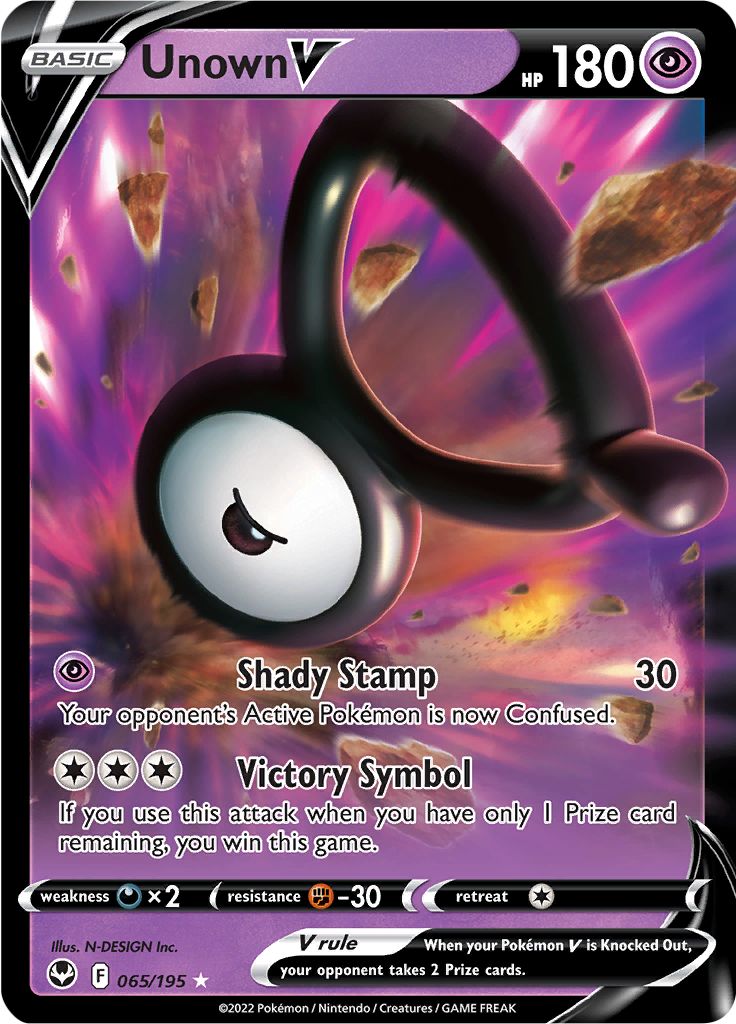 BASIC
Unown V
HP 180
Shady Stamp 30
Your opponent's Active Pokémon is now Confused.
Victory Symbol
If you use this attack when you have only 1 Prize card
remaining, you win this game.
weakness ×2 resistance -30 retreat
Illus. N-DESIGN Inc.
V rule When your Pokémon V is Knocked Out,
your opponent takes 2 Prize cards.
F 065/195
©2022 Pokémon / Nintendo / Creatures / GAME FREAK